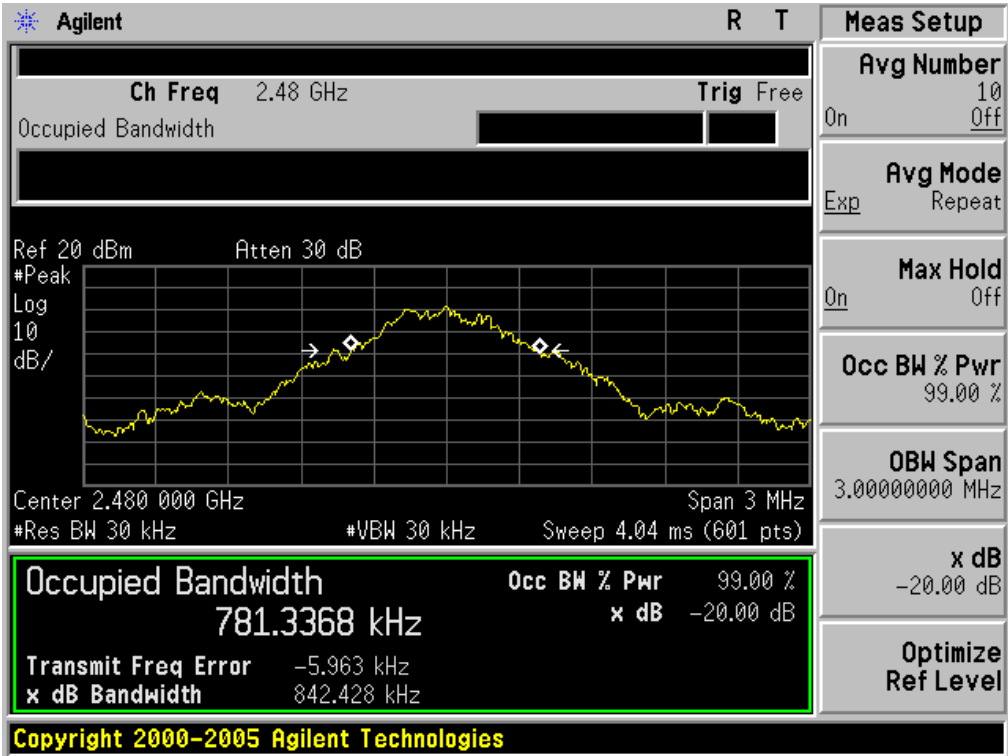 Agilent R T
Ch Freq 2.48 GHz Trig Free
Occupied Bandwidth
Ref 20 dBm Atten 30 dB
#Peak
Log
10
dB/
Center 2.480 000 GHz Span 3 MHz
#Res BW 30 kHz #VBW 30 kHz Sweep 4.04 ms (601 pts)
Occupied Bandwidth
781.3368 kHz
Occ BW % Pwr 99.00 %
x dB -20.00 dB
Transmit Freq Error -5.963 kHz
x dB Bandwidth 842.428 kHz
Copyright 2000-2005 Agilent Technologies
Meas Setup
Avg Number
10
On Off
Avg Mode
Exp Repeat
Max Hold
On Off
Occ BW % Pwr
99.00 %
OBW Span
3.00000000 MHz
x dB
-20.00 dB
Optimize
Ref Level